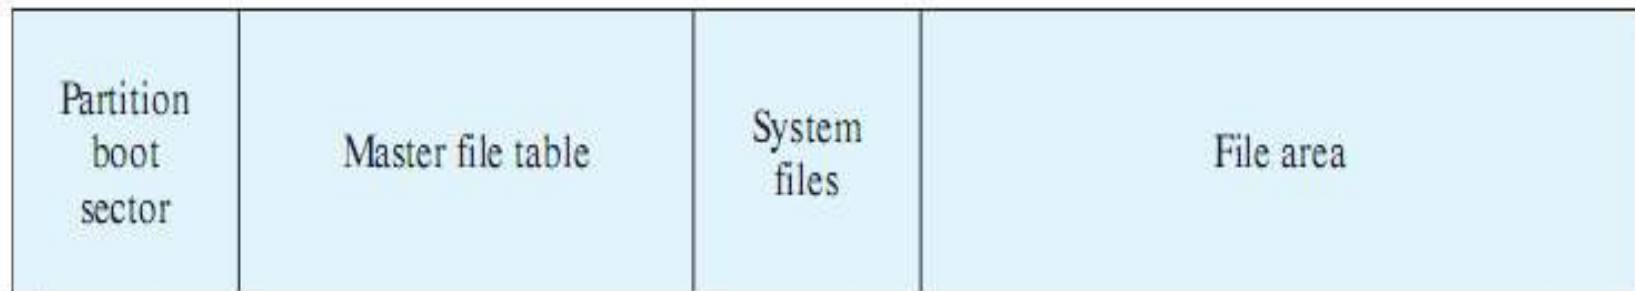 Partition
boot
sector
Master file table
System
files
File area